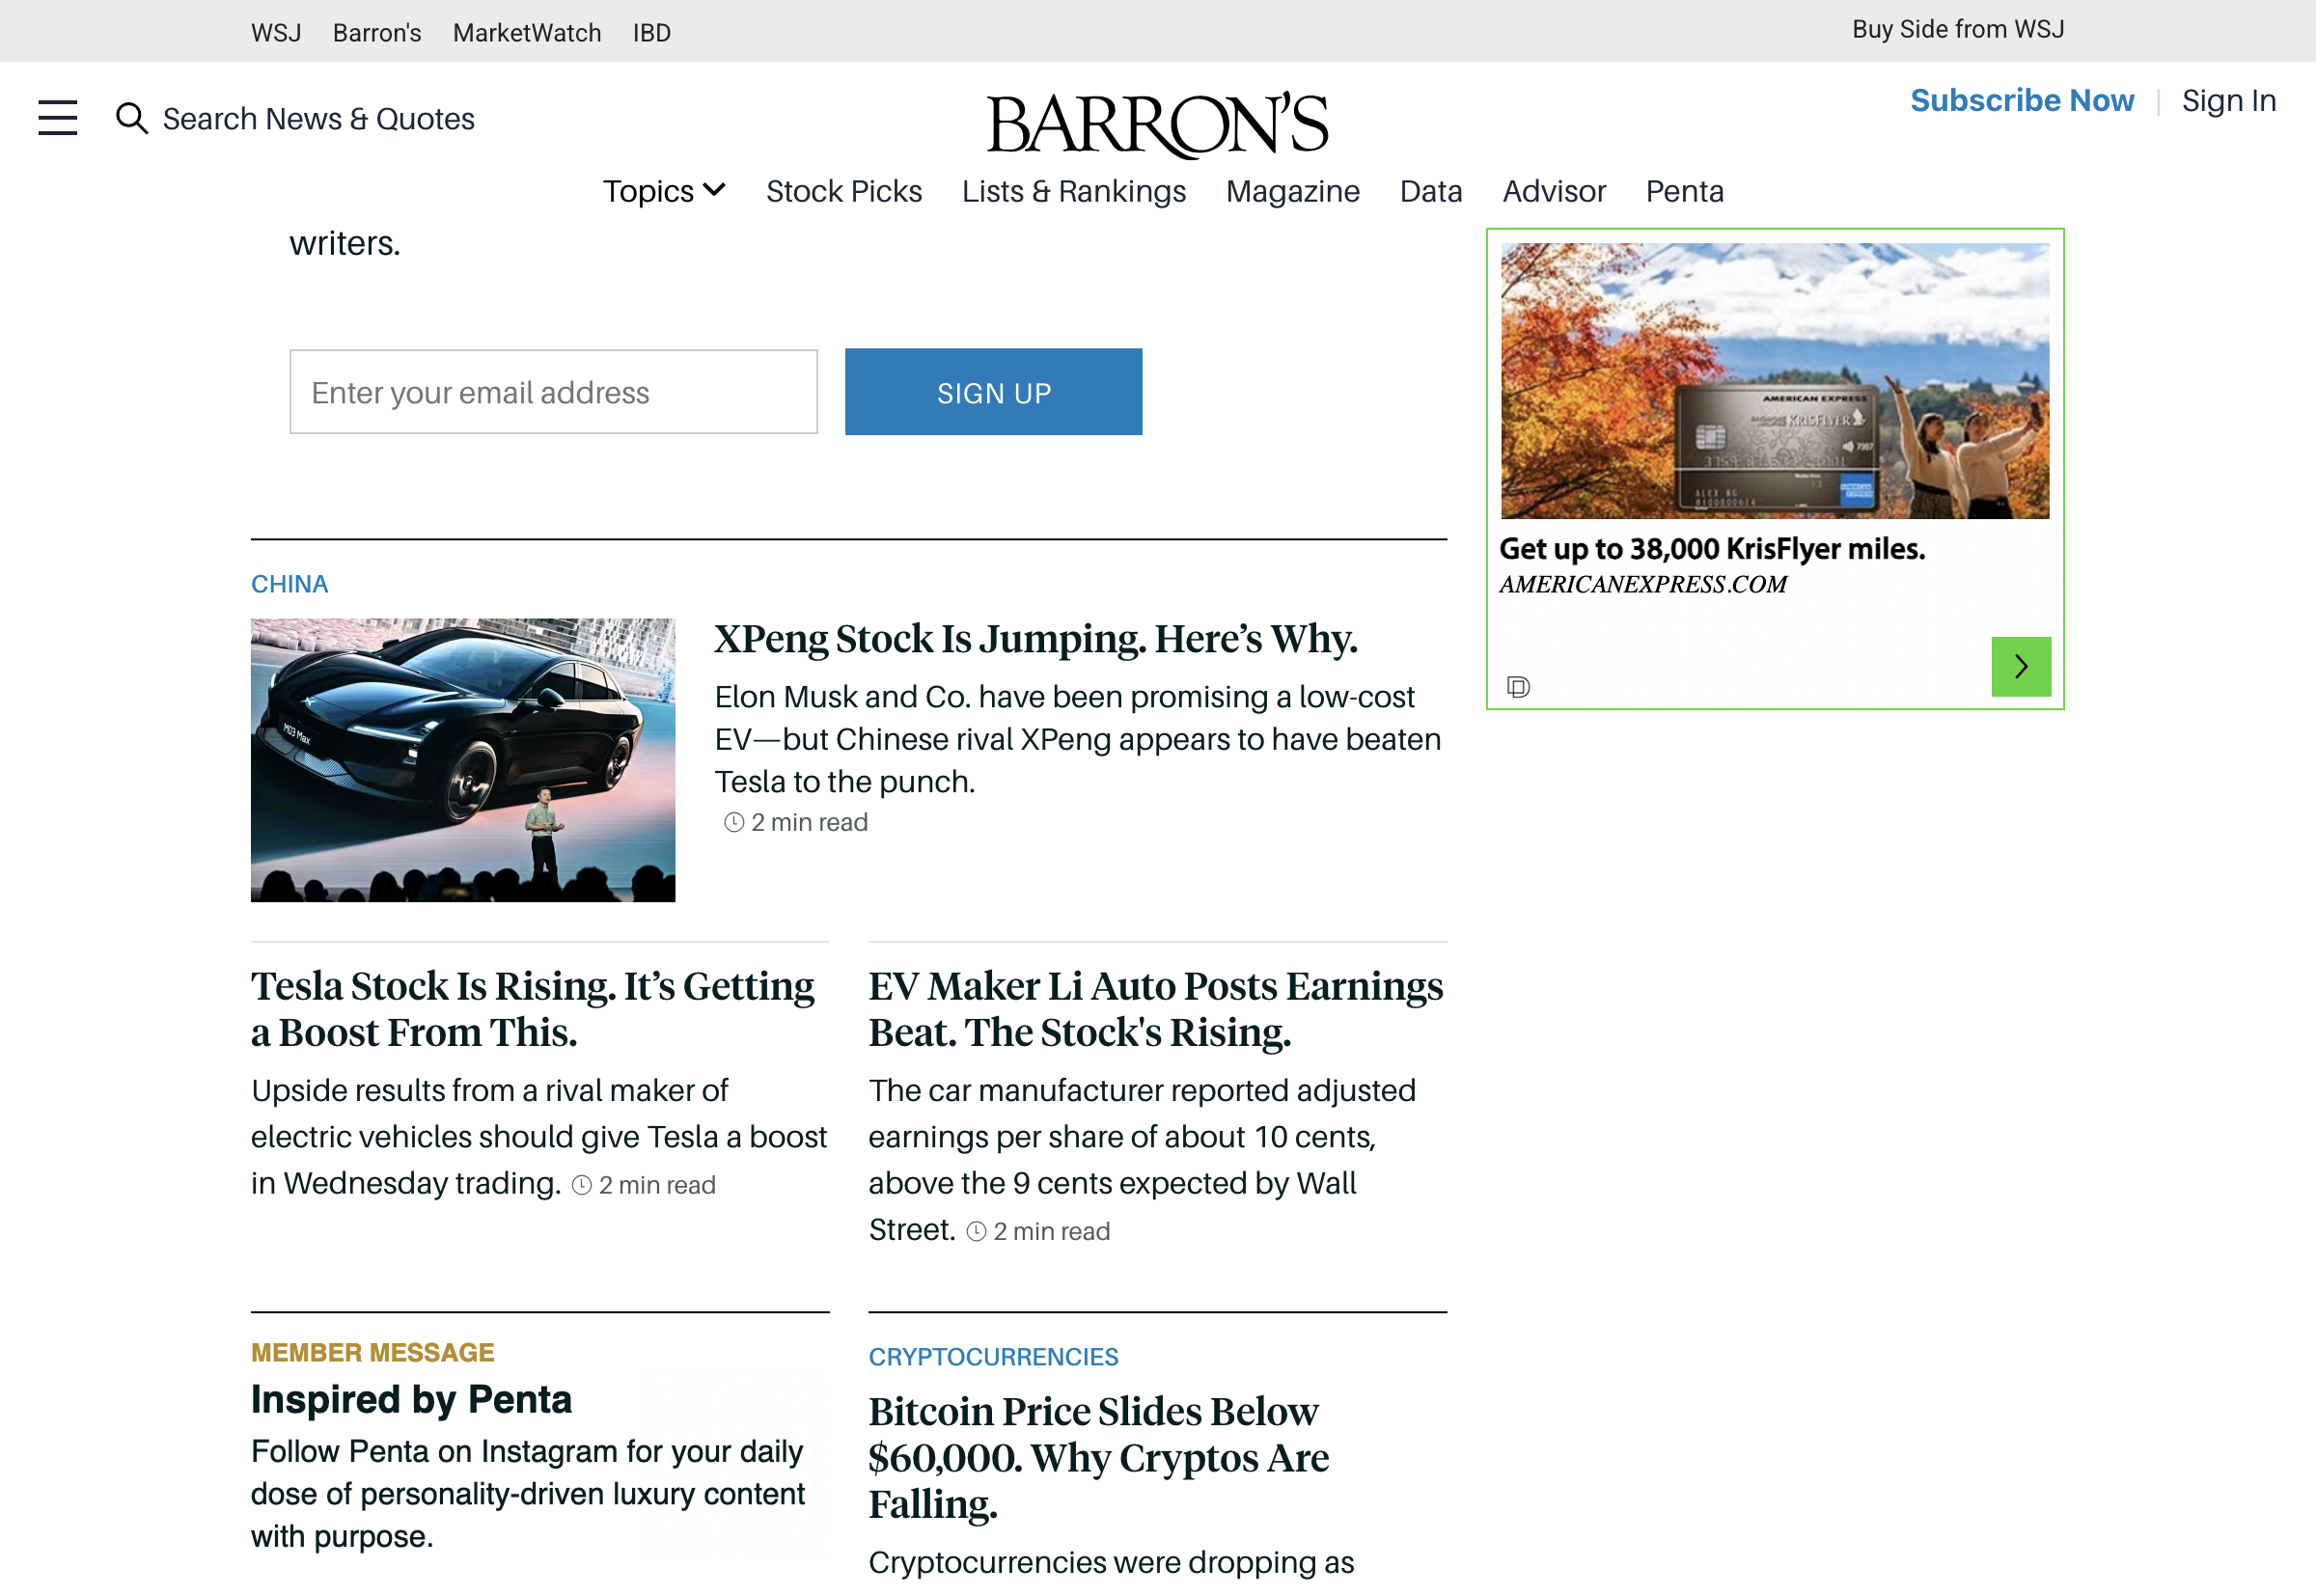 WSJ Barron's MarketWatch IBD
Buy Side from WSJ
Search News & Quotes
BARRON'S
Subscribe Now | Sign In
Topics Stock Picks Lists & Rankings Magazine Data Advisor Penta
writers.
Enter your email address
SIGN UP
AMERICAN EXPRESS
KRISFLYER
ALEX NG
Get up to 38,000 KrisFlyer miles.
AMERICANEXPRESS.COM
CHINA
M03 Max
XPeng Stock Is Jumping. Here’s Why.
Elon Musk and Co. have been promising a low-cost
EV—but Chinese rival XPeng appears to have beaten
Tesla to the punch.
2 min read
Tesla Stock Is Rising. It’s Getting
a Boost From This.
Upside results from a rival maker of
electric vehicles should give Tesla a boost
in Wednesday trading. 2 min read
EV Maker Li Auto Posts Earnings
Beat. The Stock's Rising.
The car manufacturer reported adjusted
earnings per share of about 10 cents,
above the 9 cents expected by Wall
Street. 2 min read
MEMBER MESSAGE
Inspired by Penta
Follow Penta on Instagram for your daily
dose of personality-driven luxury content
with purpose.
CRYPTOCURRENCIES
Bitcoin Price Slides Below
$60,000. Why Cryptos Are
Falling.
Cryptocurrencies were dropping as